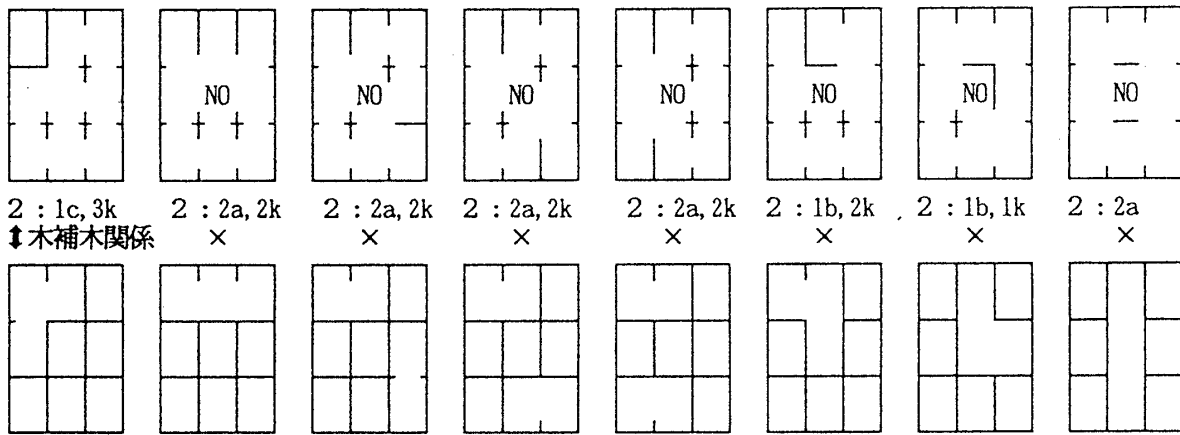 NO NO NO NO NO NO NO
2 : 1c, 3k 2 : 2a, 2k 2 : 2a, 2k 2 : 2a, 2k 2 : 2a, 2k 2 : 1b, 2k 2 : 1b, 1k 2 : 2a
⬍木補木関係 × × × × × × ×